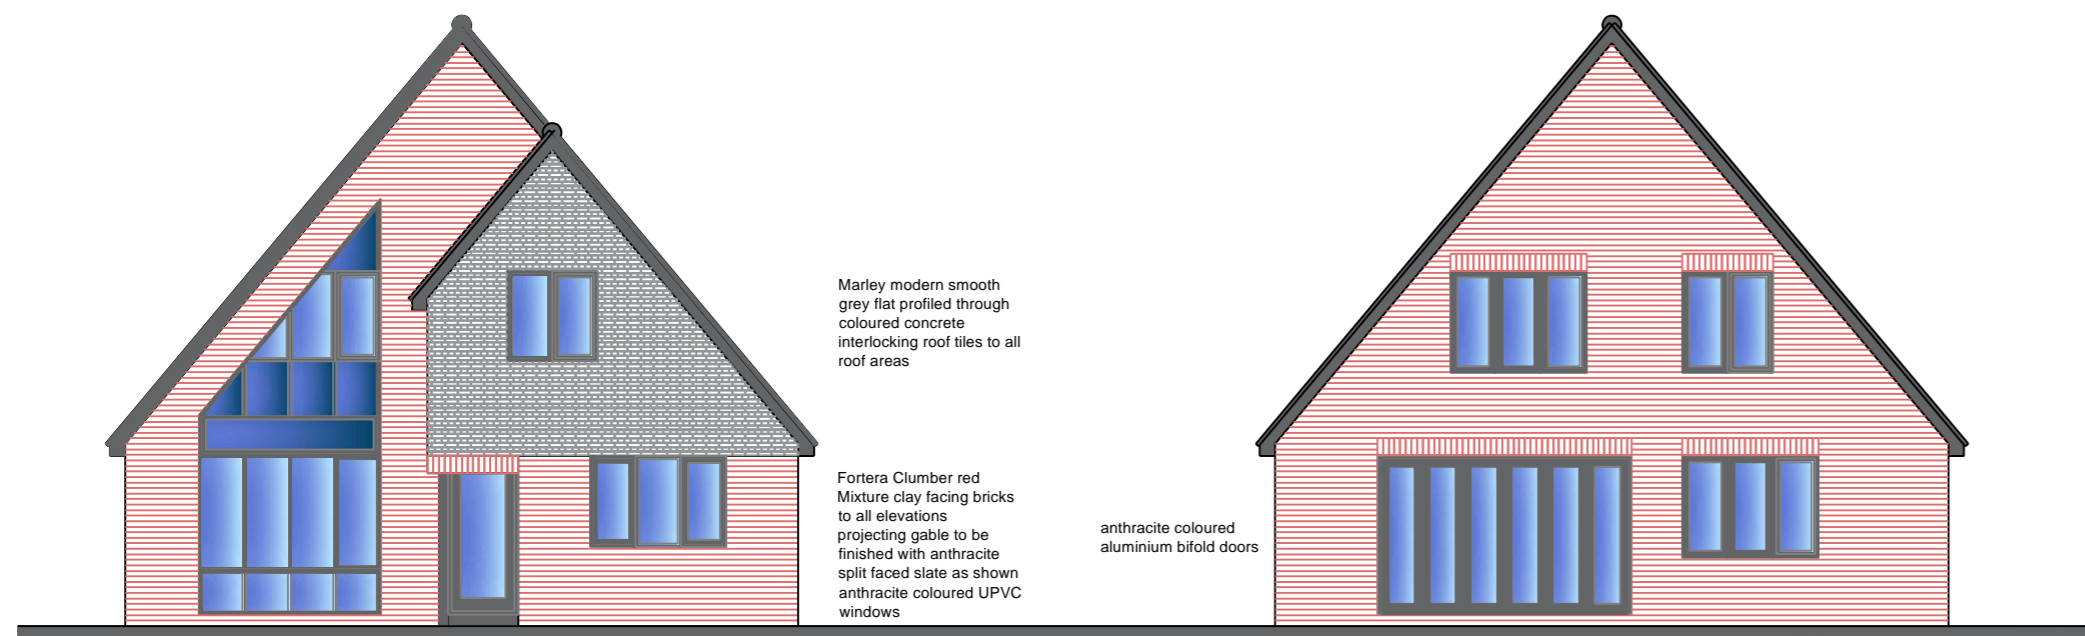 Marley modern smooth
grey flat profiled through
coloured concrete
interlocking roof tiles to all
roof areas
Fortera Clumber red
Mixture clay facing bricks
to all elevations
projecting gable to be
finished with anthracite
split faced slate as shown
anthracite coloured UPVC
windows
anthracite coloured
aluminium bifold doors